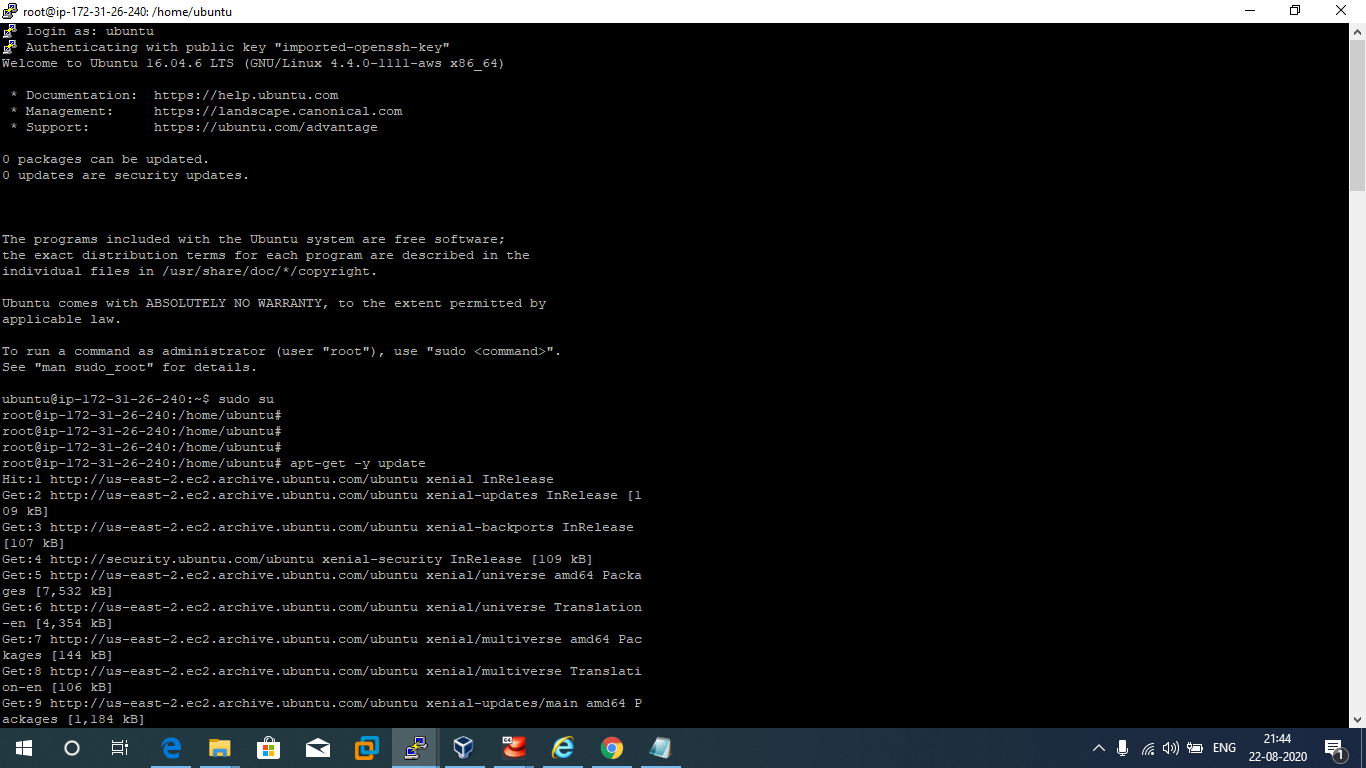 root@ip-172-31-26-240: /home/ubuntu
login as: ubuntu
Authenticating with public key "imported-openssh-key"
Welcome to Ubuntu 16.04.6 LTS (GNU/Linux 4.4.0-1111-aws x86_64)
* Documentation:  https://help.ubuntu.com
* Management:     https://landscape.canonical.com
* Support:        https://ubuntu.com/advantage
0 packages can be updated.
0 updates are security updates.
The programs included with the Ubuntu system are free software;
the exact distribution terms for each program are described in the
individual files in /usr/share/doc/*/copyright.
Ubuntu comes with ABSOLUTELY NO WARRANTY, to the extent permitted by
applicable law.
To run a command as administrator (user "root"), use "sudo <command>".
See "man sudo_root" for details.
ubuntu@ip-172-31-26-240:~$ sudo su
root@ip-172-31-26-240:/home/ubuntu#
root@ip-172-31-26-240:/home/ubuntu#
root@ip-172-31-26-240:/home/ubuntu#
root@ip-172-31-26-240:/home/ubuntu# apt-get -y update
Hit:1 http://us-east-2.ec2.archive.ubuntu.com/ubuntu xenial InRelease
Get:2 http://us-east-2.ec2.archive.ubuntu.com/ubuntu xenial-updates InRelease [1
09 kB]
Get:3 http://us-east-2.ec2.archive.ubuntu.com/ubuntu xenial-backports InRelease
[107 kB]
Get:4 http://security.ubuntu.com/ubuntu xenial-security InRelease [109 kB]
Get:5 http://us-east-2.ec2.archive.ubuntu.com/ubuntu xenial/universe amd64 Packa
ges [7,532 kB]
Get:6 http://us-east-2.ec2.archive.ubuntu.com/ubuntu xenial/universe Translation
-en [4,354 kB]
Get:7 http://us-east-2.ec2.archive.ubuntu.com/ubuntu xenial/multiverse amd64 Pac
kages [144 kB]
Get:8 http://us-east-2.ec2.archive.ubuntu.com/ubuntu xenial/multiverse Translati
on-en [106 kB]
Get:9 http://us-east-2.ec2.archive.ubuntu.com/ubuntu xenial-updates/main amd64 P
ackages [1,184 kB]
64
ENG
21:44
22-08-2020
1